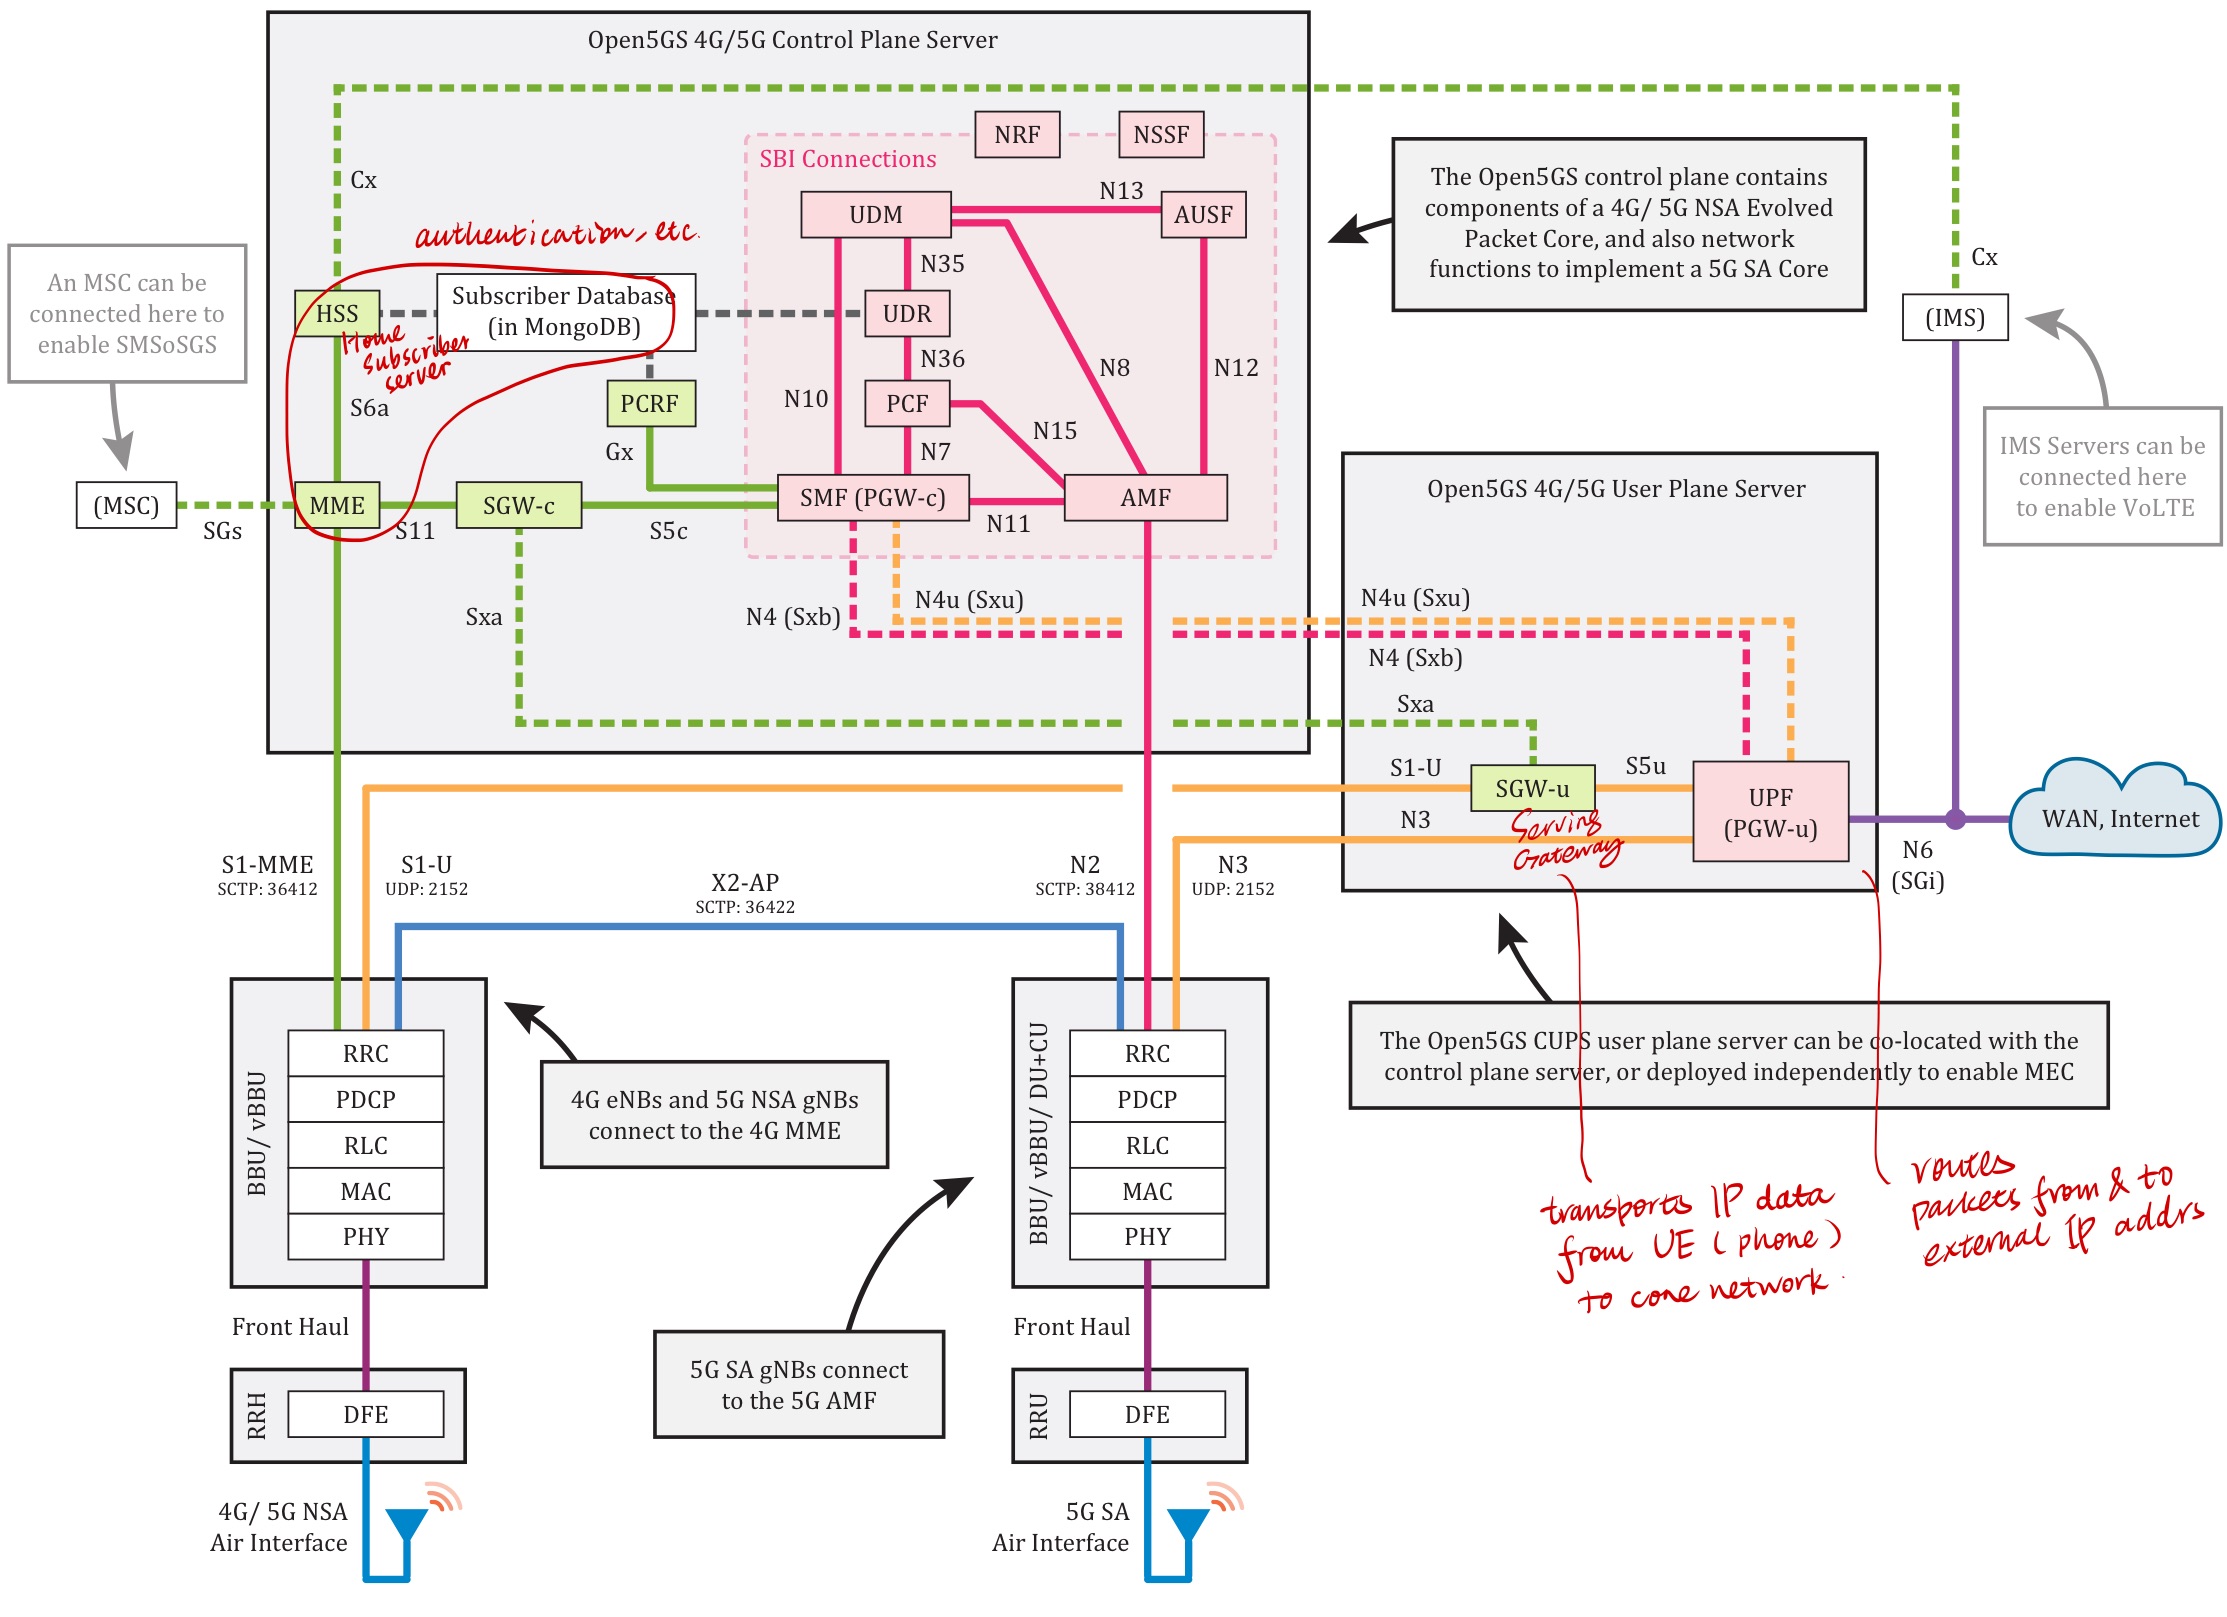 Open5GS 4G/5G Control Plane Server
NRF
NSSF
SBI Connections
Cx
N13
UDM
AUSF
authentication, etc.
N35
HSS
Subscriber Database
(in MongoDB)
UDR
Home
subscriber
server
N36
N8
N12
S6a
PCRF
N10
PCF
N15
Gx
N7
An MSC can be
connected here to
enable SMSoSGS
(MSC)
SGs
MME
S11
SGW-c
S5c
SMF (PGW-c)
N11
AMF
Sxa
N4 (Sxb)
N4u (Sxu)
The Open5GS control plane contains
components of a 4G/ 5G NSA Evolved
Packet Core, and also network
functions to implement a 5G SA Core
Cx
(IMS)
IMS Servers can be
connected here
to enable VoLTE
Open5GS 4G/5G User Plane Server
N4u (Sxu)
N4 (Sxb)
Sxa
S1-U
SGW-u
S5u
UPF
(PGW-u)
N3
Serving
Gateway
WAN, Internet
N6
(SGi)
S1-MME
SCTP: 36412
S1-U
UDP: 2152
X2-AP
SCTP: 36422
N2
SCTP: 38412
N3
UDP: 2152
The Open5GS CUPS user plane server can be co-located with the
control plane server, or deployed independently to enable MEC
BBU/ vBBU
RRC
PDCP
RLC
MAC
PHY
4G eNBs and 5G NSA gNBs
connect to the 4G MME
BBU/ vBBU/ DU+CU
RRC
PDCP
RLC
MAC
PHY
transports IP data
from UE (phone)
to core network.
routes
packets from & to
external IP addrs
Front Haul
Front Haul
5G SA gNBs connect
to the 5G AMF
RRH
DFE
RRU
DFE
4G/ 5G NSA
Air Interface
5G SA
Air Interface